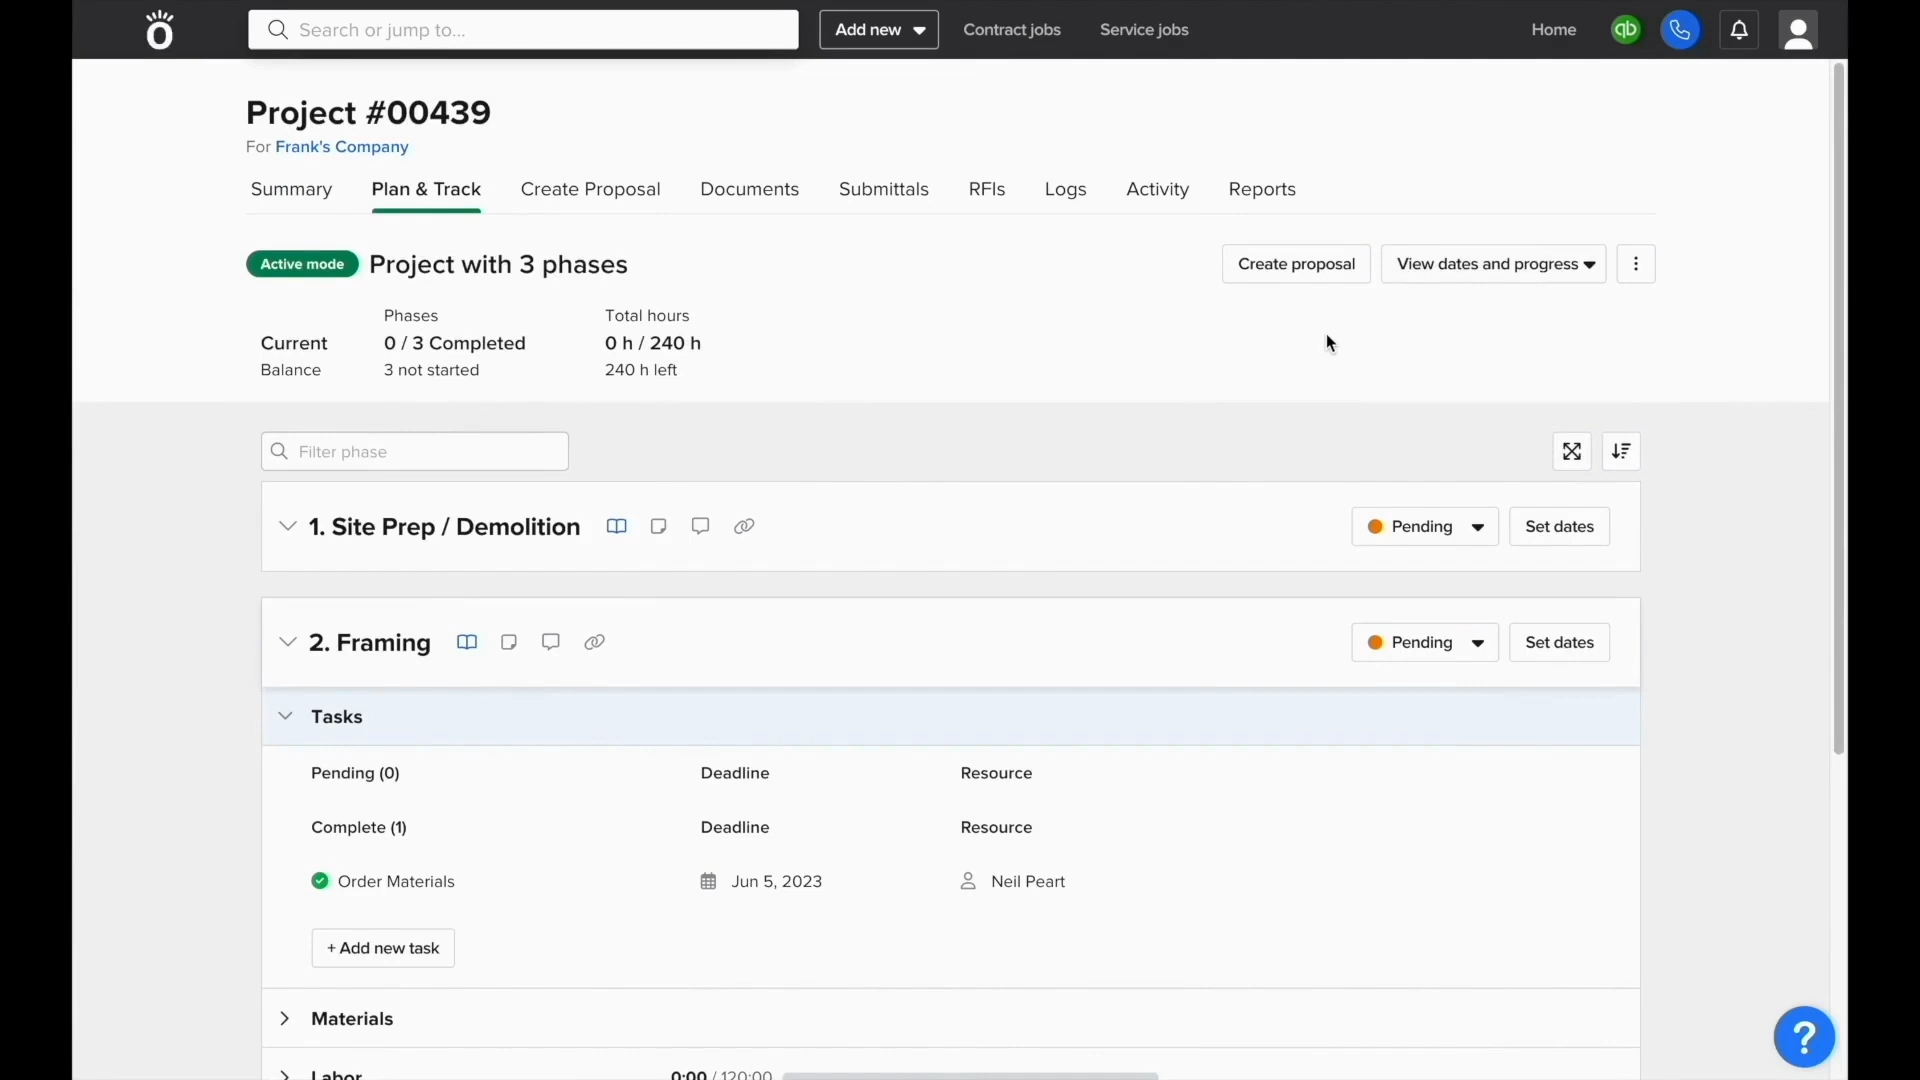 Search or jump to...
Add new
Contract jobs
Service jobs
Home
qb
Project #00439
For Frank's Company
Summary
Plan & Track
Create Proposal
Documents
Submittals
RFIs
Logs
Activity
Reports
Active mode
Project with 3 phases
Create proposal
View dates and progress
Phases
Total hours
Current
0 / 3 Completed
0 h / 240 h
Balance
3 not started
240 h left
Filter phase
1. Site Prep / Demolition
Pending
Set dates
2. Framing
Pending
Set dates
Tasks
Pending (0)
Deadline
Resource
Complete (1)
Deadline
Resource
Order Materials
Jun 5, 2023
Neil Peart
+ Add new task
Materials
?
Labor
0:00 / 120:00